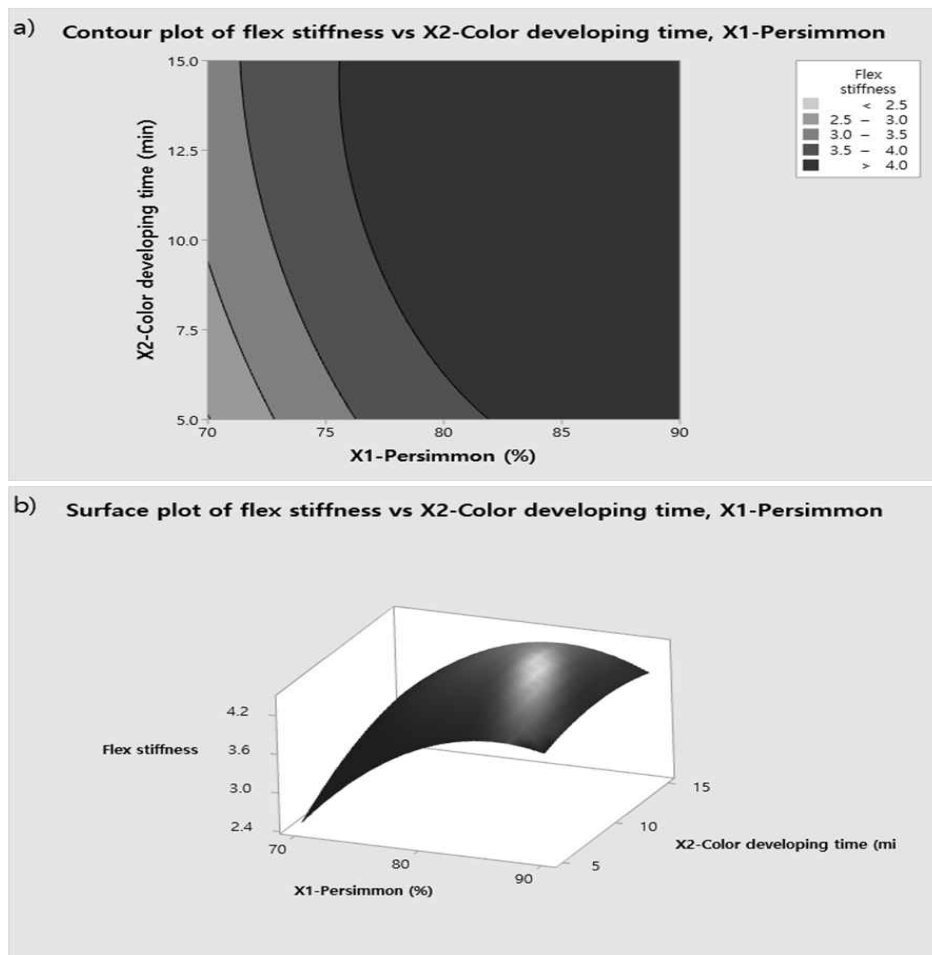 a)
Contour plot of flex stiffness vs X2-Color developing time, X1-Persimmon
Flex
stiffness
< 2.5
2.5 – 3.0
3.0 – 3.5
3.5 – 4.0
> 4.0
X2-Color developing time (min)
15.0
12.5
10.0
7.5
5.0
70 75 80 85 90
X1-Persimmon (%)
b)
Surface plot of flex stiffness vs X2-Color developing time, X1-Persimmon
Flex stiffness
4.2
3.6
3.0
2.4
70 80 90
X1-Persimmon (%)
15
10
5
X2-Color developing time (mi